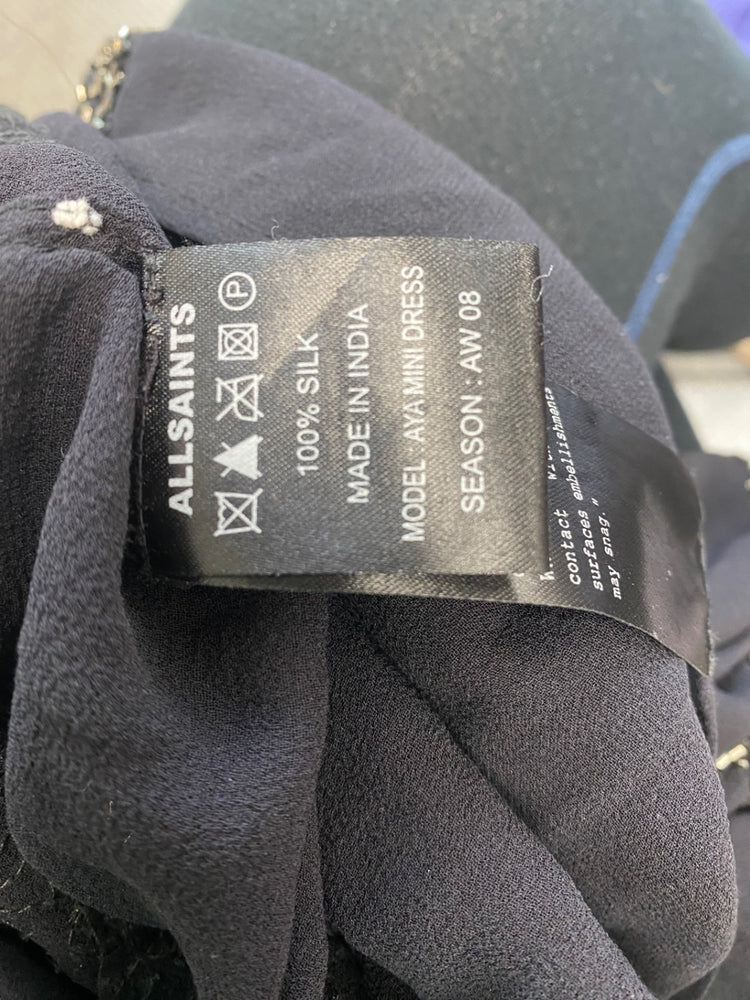 ALLSAINTS
P
100% SILK
MADE IN INDIA
MODEL : AYA MINI DRESS
SEASON : AW 08
contact
surfaces embellishments
may snag. "